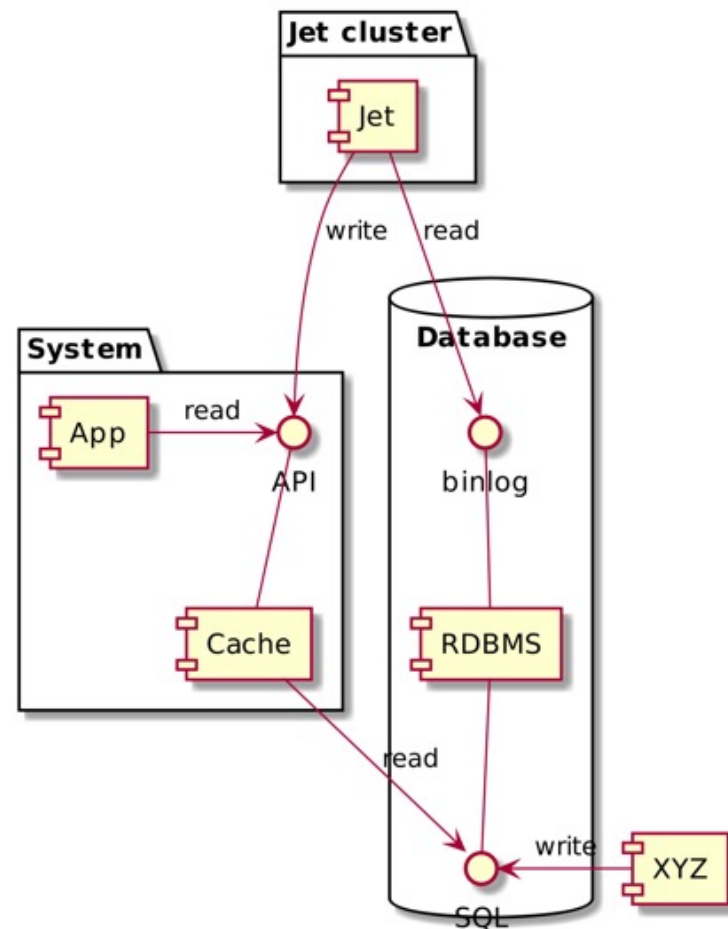 Jet cluster
Jet
write
read
Database
System
App
read
API
binlog
Cache
RDBMS
read
write
XYZ
SQL